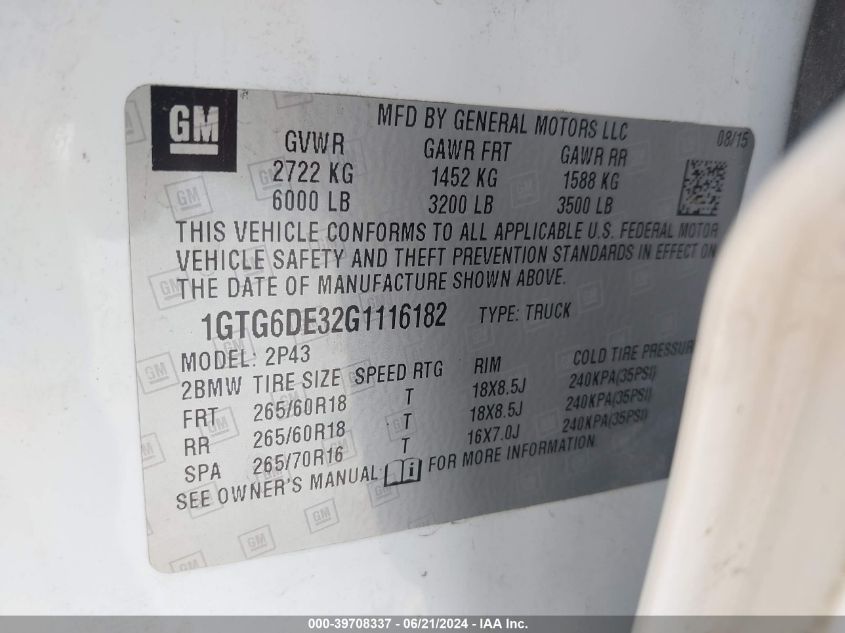 GM
MFD BY GENERAL MOTORS LLC
08/15
GVWR GAWR FRT GAWR RR
2722 KG 1452 KG 1588 KG
6000 LB 3200 LB 3500 LB
THIS VEHICLE CONFORMS TO ALL APPLICABLE U.S. FEDERAL MOTOR
VEHICLE SAFETY AND THEFT PREVENTION STANDARDS IN EFFECT ON
THE DATE OF MANUFACTURE SHOWN ABOVE.
1GTG6DE32G1116182 TYPE: TRUCK
MODEL: 2P43
2BMW TIRE SIZE SPEED RTG RIM COLD TIRE PRESSUR
FRT 265/60R18 T 18X8.5J 240KPA(35PSI)
RR 265/60R18 T 18X8.5J 240KPA(35PSI)
SPA 265/70R16 T 16X7.0J 240KPA(35PSI)
SEE OWNER'S MANUAL FOR MORE INFORMATION.
000-39708337 - 06/21/2024 - IAA Inc.